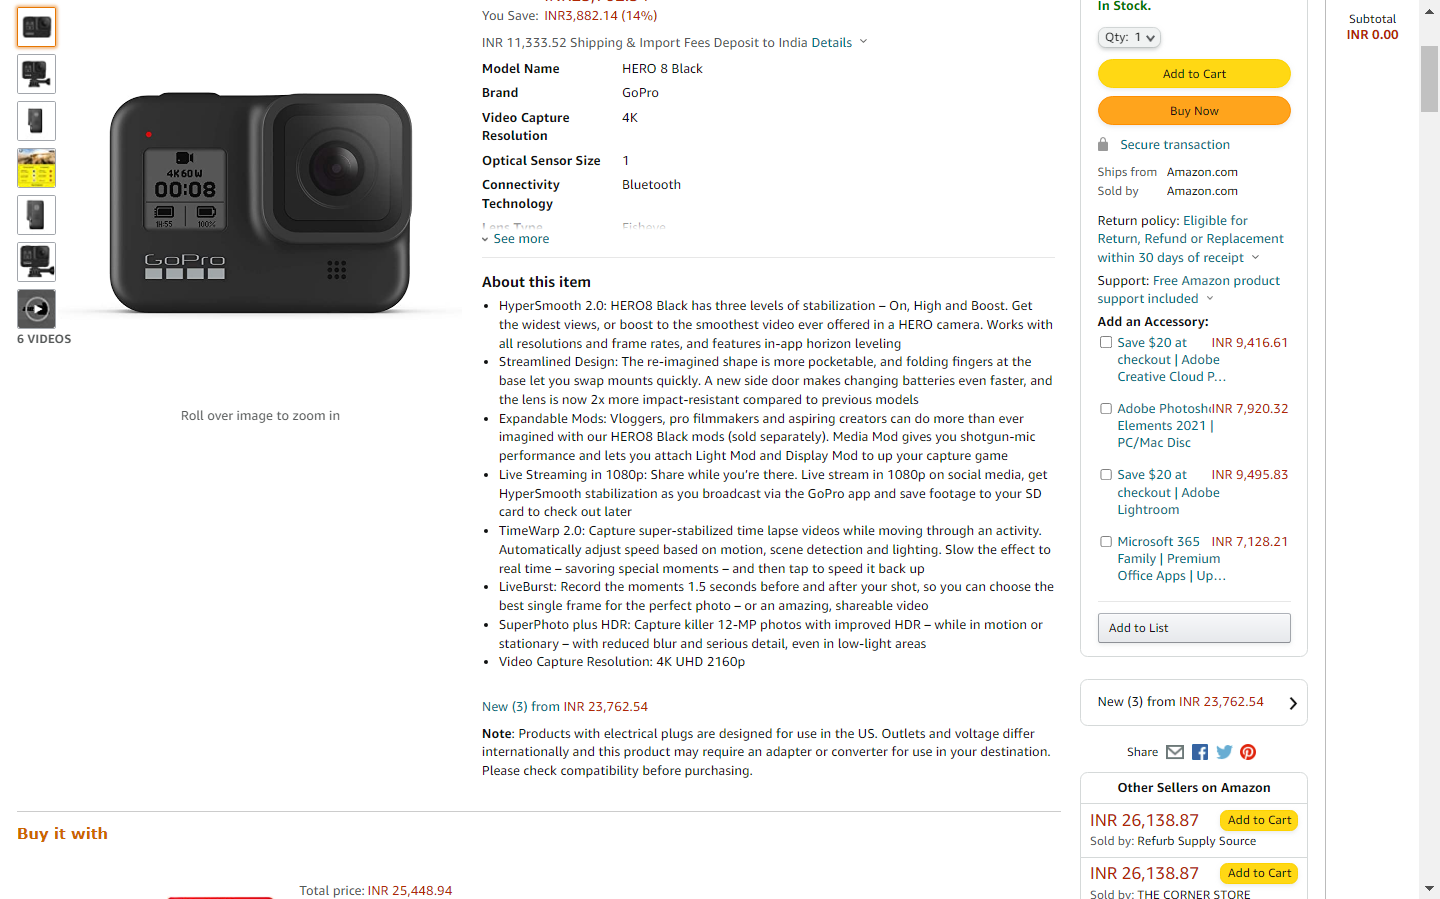 You Save: INR3,882.14 (14%)
INR 11,333.52 Shipping & Import Fees Deposit to India Details
Model Name HERO 8 Black
Brand GoPro
Video Capture Resolution 4K
Optical Sensor Size 1
Connectivity Technology Bluetooth
Lens Type Fisheye
See more
About this item
HyperSmooth 2.0: HERO8 Black has three levels of stabilization – On, High and Boost. Get
the widest views, or boost to the smoothest video ever offered in a HERO camera. Works with
all resolutions and frame rates, and features in-app horizon leveling
Streamlined Design: The re-imagined shape is more pocketable, and folding fingers at the
base let you swap mounts quickly. A new side door makes changing batteries even faster, and
the lens is now 2x more impact-resistant compared to previous models
Expandable Mods: Vloggers, pro filmmakers and aspiring creators can do more than ever
imagined with our HERO8 Black mods (sold separately). Media Mod gives you shotgun-mic
performance and lets you attach Light Mod and Display Mod to up your capture game
Live Streaming in 1080p: Share while you’re there. Live stream in 1080p on social media, get
HyperSmooth stabilization as you broadcast via the GoPro app and save footage to your SD
card to check out later
TimeWarp 2.0: Capture super-stabilized time lapse videos while moving through an activity.
Automatically adjust speed based on motion, scene detection and lighting. Slow the effect to
real time – savoring special moments – and then tap to speed it back up
LiveBurst: Record the moments 1.5 seconds before and after your shot, so you can choose the
best single frame for the perfect photo – or an amazing, shareable video
SuperPhoto plus HDR: Capture killer 12-MP photos with improved HDR – while in motion or
stationary – with reduced blur and serious detail, even in low-light areas
Video Capture Resolution: 4K UHD 2160p
New (3) from INR 23,762.54
Note: Products with electrical plugs are designed for use in the US. Outlets and voltage differ
internationally and this product may require an adapter or converter for use in your destination.
Please check compatibility before purchasing.
4K 60 W
00:08
1H:55 100%
GoPro
6 VIDEOS
Roll over image to zoom in
Buy it with
Total price: INR 25,448.94
In Stock.
Qty: 1
Add to Cart
Buy Now
Secure transaction
Ships from Amazon.com
Sold by Amazon.com
Return policy: Eligible for
Return, Refund or Replacement
within 30 days of receipt
Support: Free Amazon product
support included
Add an Accessory:
Save $20 at INR 9,416.61
checkout | Adobe
Creative Cloud P...
Adobe Photosh INR 7,920.32
Elements 2021 |
PC/Mac Disc
Save $20 at INR 9,495.83
checkout | Adobe
Lightroom
Microsoft 365 INR 7,128.21
Family | Premium
Office Apps | Up...
Add to List
New (3) from INR 23,762.54
Share
Other Sellers on Amazon
INR 26,138.87 Add to Cart
Sold by: Refurb Supply Source
INR 26,138.87 Add to Cart
Sold by: THE CORNER STORE
Subtotal
INR 0.00